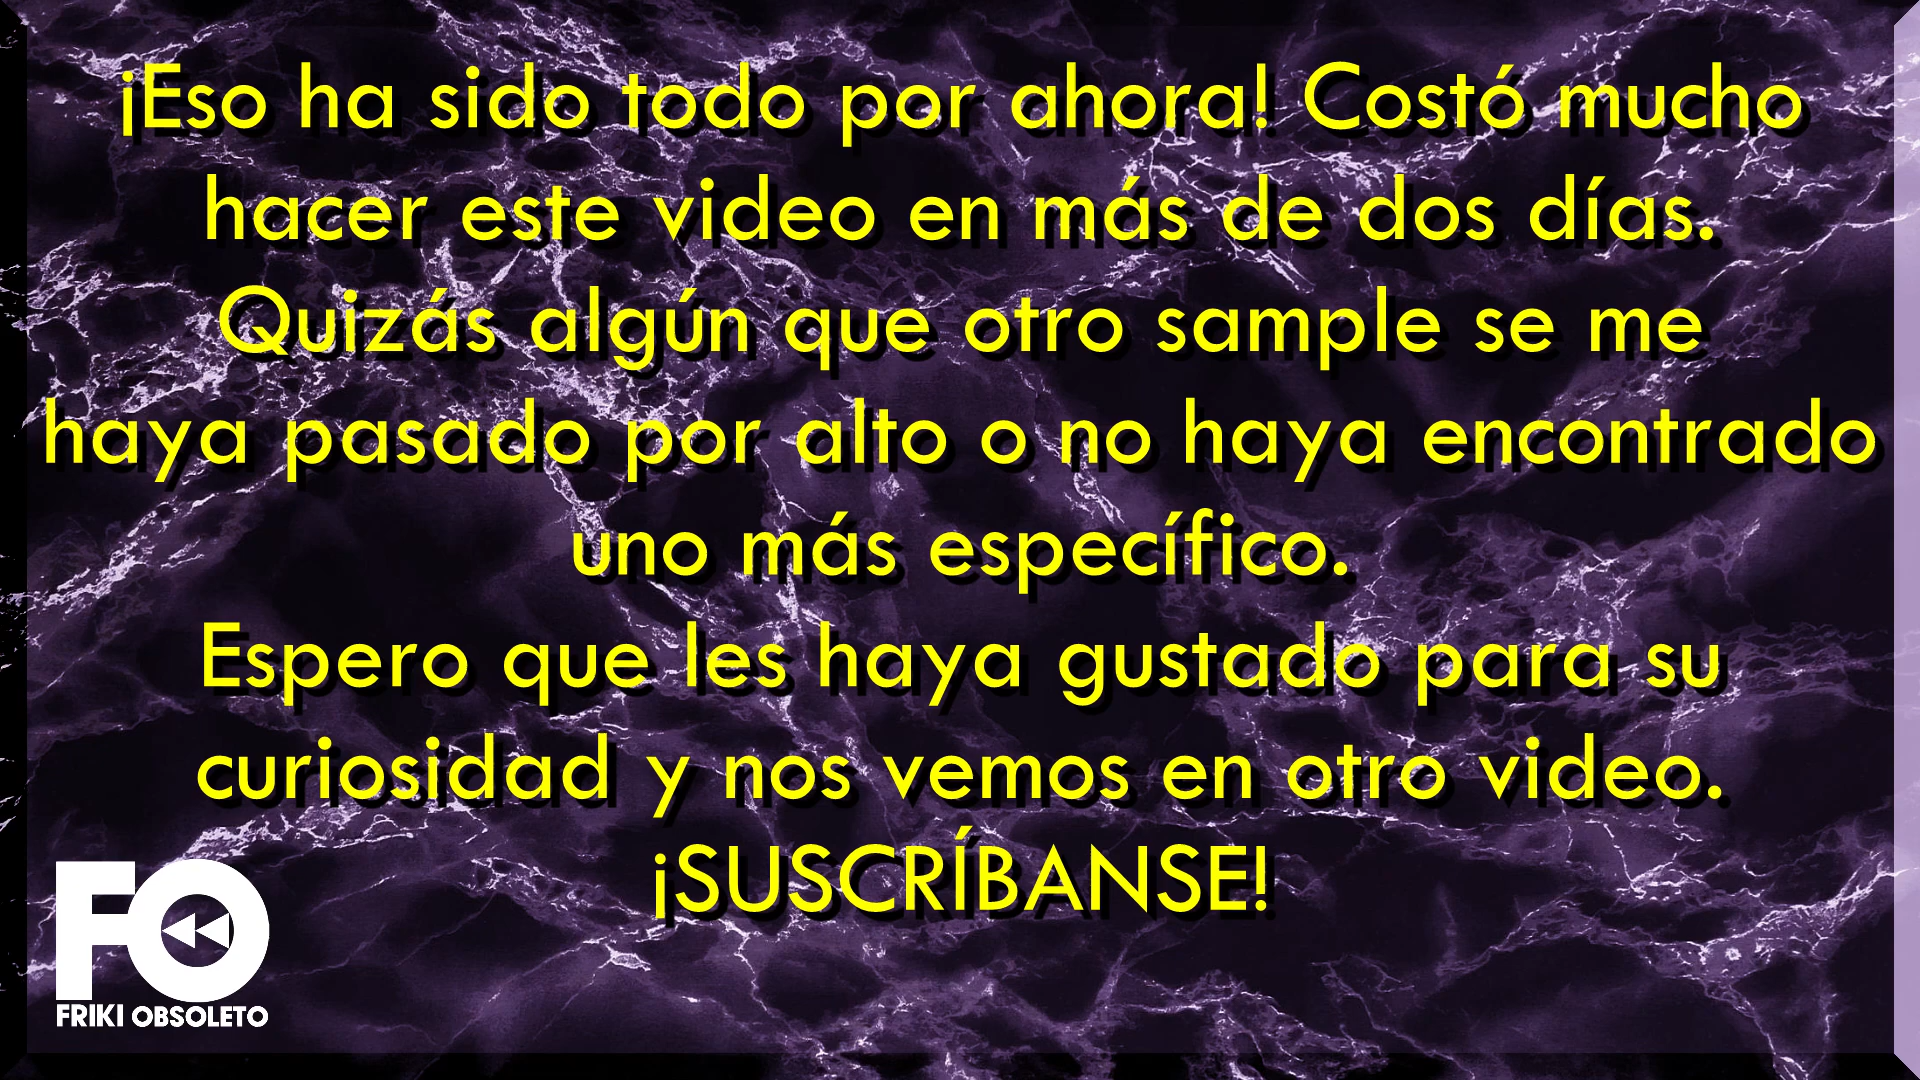 ¡Eso ha sido todo por ahora! Costó mucho
hacer este video en más de dos días.
Quizás algún que otro sample se me
haya pasado por alto o no haya encontrado
uno más específico.
Espero que les haya gustado para su
curiosidad y nos vemos en otro video.
¡SUSCRÍBANSE!
FO
FRIKI OBSOLETO